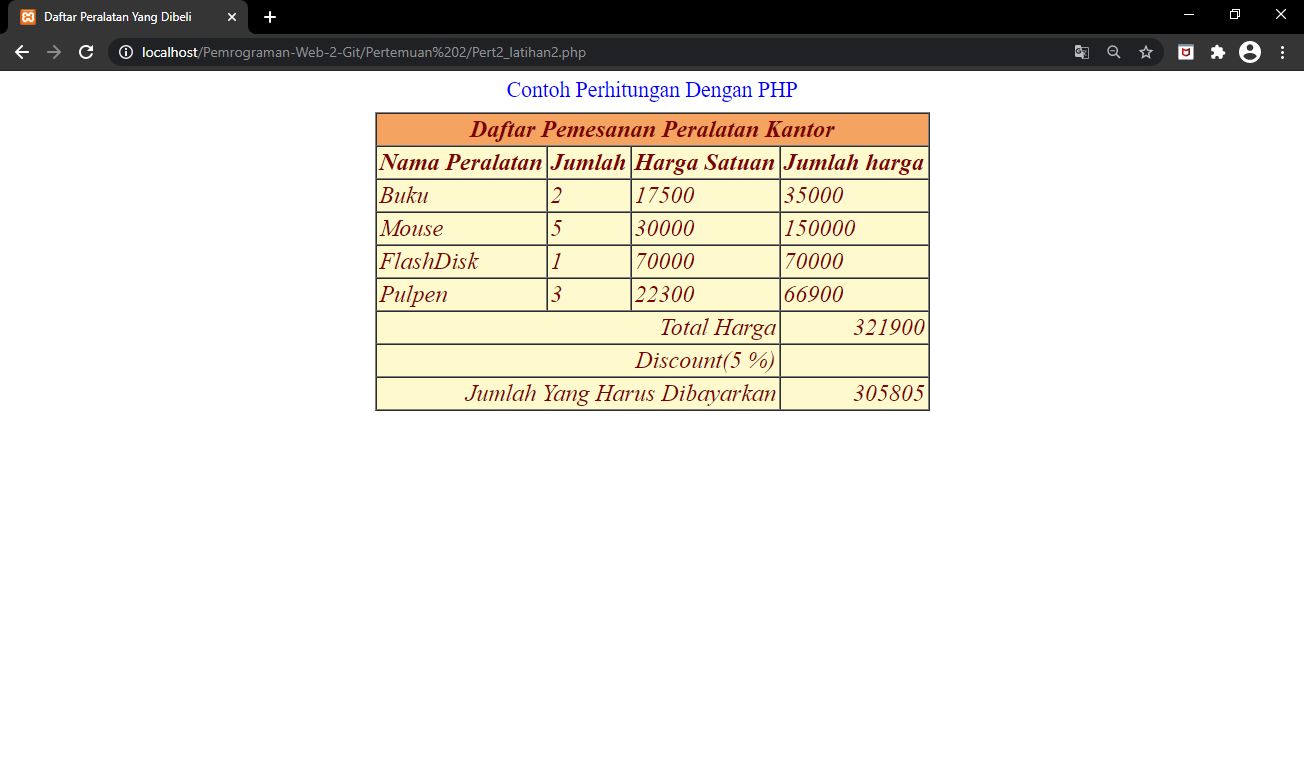 Daftar Peralatan Yang Dibeli
localhost/Pemrograman-Web-2-Git/Pertemuan%202/Pert2_latihan2.php
Contoh Perhitungan Dengan PHP
Daftar Pemesanan Peralatan Kantor
Nama Peralatan Jumlah Harga Satuan Jumlah harga
Buku 2 17500 35000
Mouse 5 30000 150000
FlashDisk 1 70000 70000
Pulpen 3 22300 66900
Total Harga 321900
Discount(5 %)
Jumlah Yang Harus Dibayarkan 305805